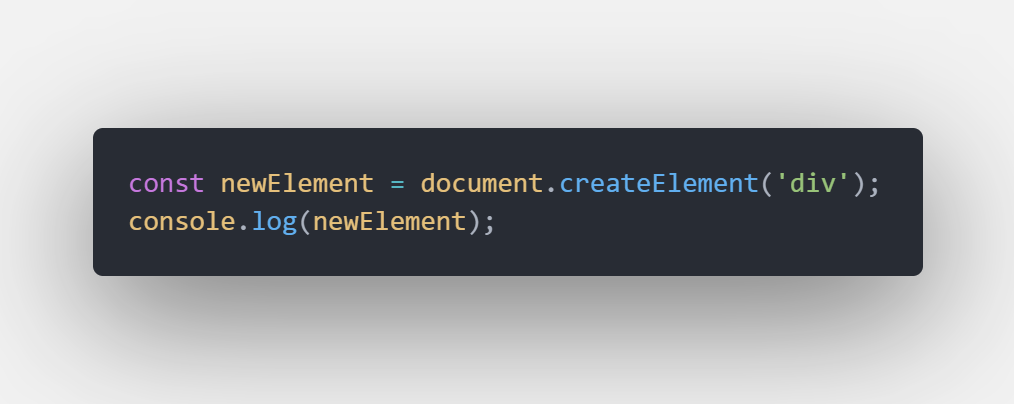 const newElement = document.createElement('div');
console.log(newElement);